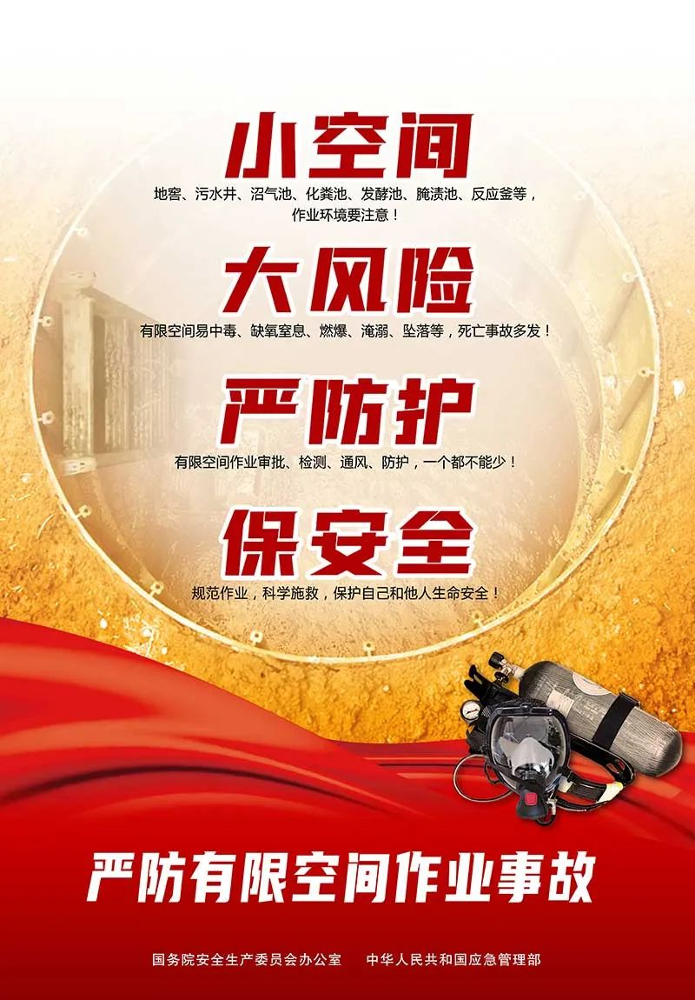 小空间
地窖、污水井、沼气池、化粪池、发酵池、腌渍池、反应釜等，
作业环境要注意！
大风险
有限空间易中毒、缺氧窒息、燃爆、淹溺、坠落等，死亡事故多发！
严防护
有限空间作业审批、检测、通风、防护，一个都不能少！
保安全
规范作业，科学施救，保护自己和他人生命安全！
严防有限空间作业事故
国务院安全生产委员会办公室 中华人民共和国应急管理部